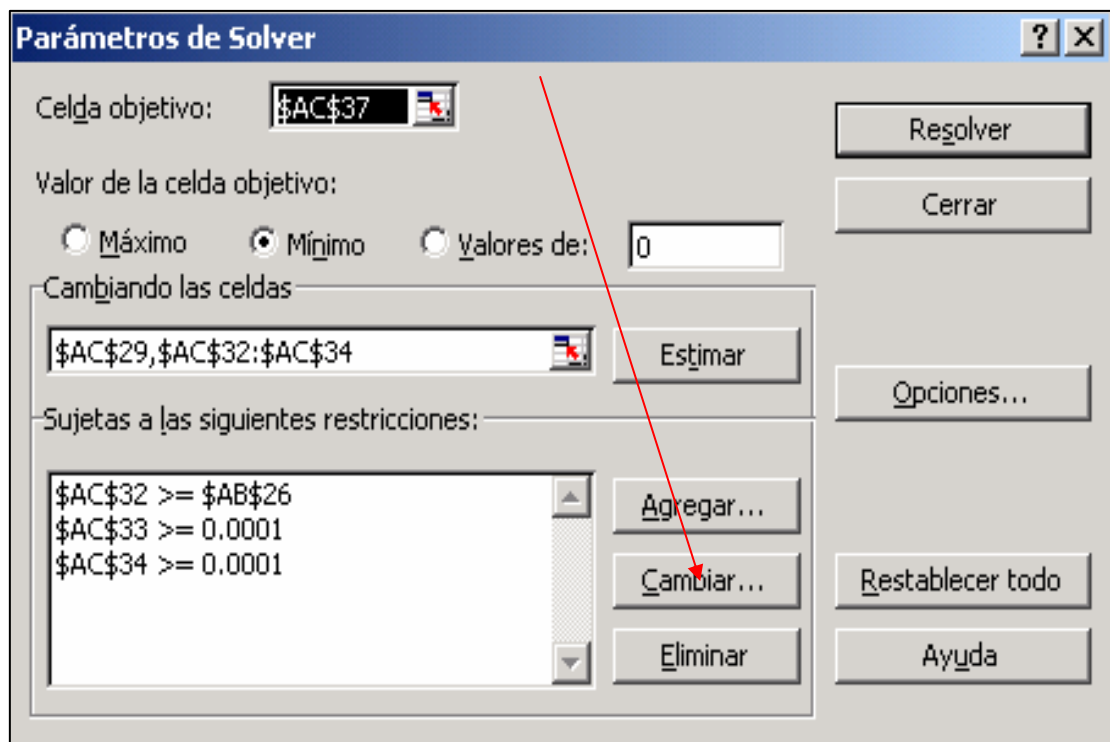 Parámetros de Solver
Celda objetivo: $AC$37
Resolver
Valor de la celda objetivo:
Cerrar
Máximo Mínimo Valores de: 0
Cambiando las celdas
$AC$29,$AC$32:$AC$34 Estimar
Opciones...
Sujetas a las siguientes restricciones:
$AC$32 >= $AB$26
$AC$33 >= 0.0001
$AC$34 >= 0.0001
Agregar...
Cambiar...
Restablecer todo
Eliminar
Ayuda